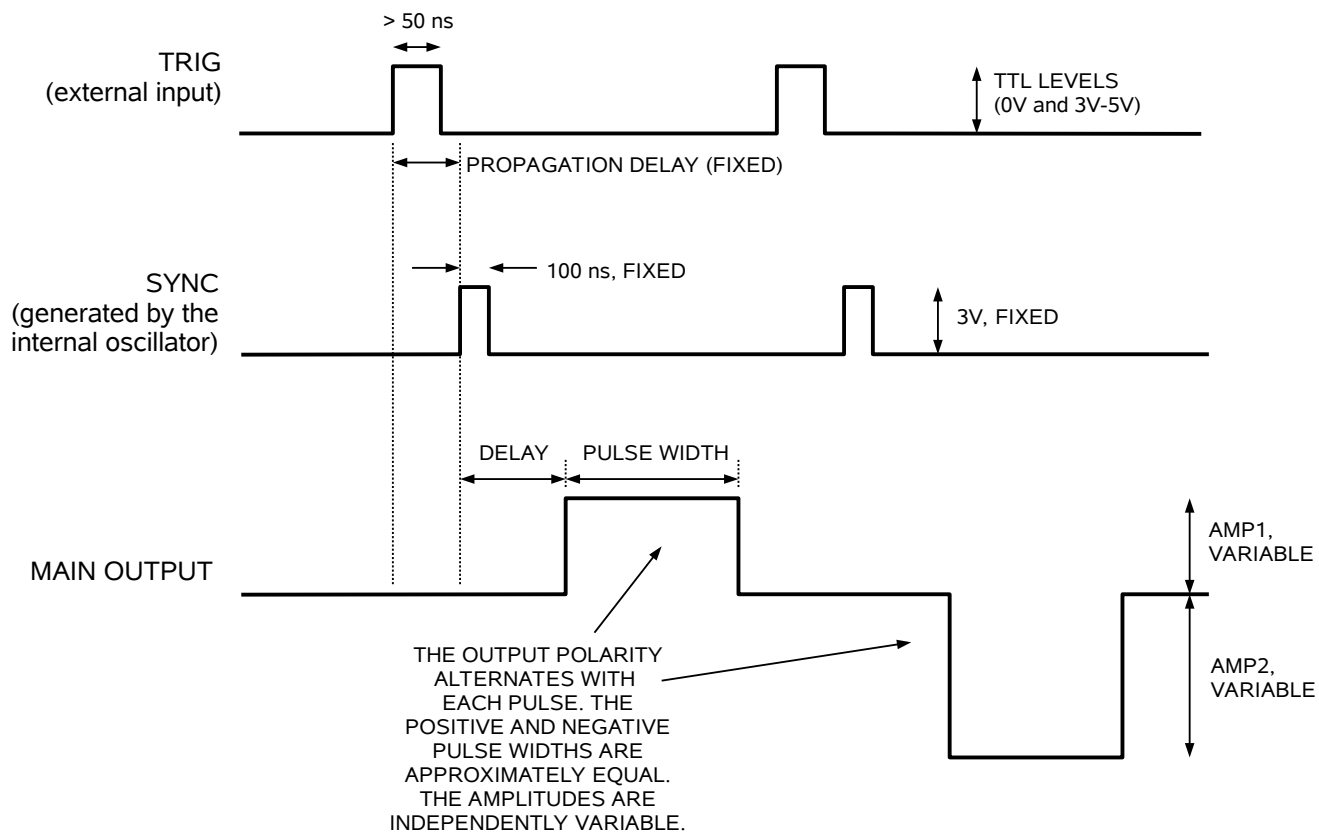 > 50 ns
TRIG
(external input)
TTL LEVELS
(0V and 3V-5V)
PROPAGATION DELAY (FIXED)
SYNC
(generated by the
internal oscillator)
100 ns, FIXED
3V, FIXED
DELAY
PULSE WIDTH
MAIN OUTPUT
AMP1,
VARIABLE
THE OUTPUT POLARITY
ALTERNATES WITH
EACH PULSE. THE
POSITIVE AND NEGATIVE
PULSE WIDTHS ARE
APPROXIMATELY EQUAL.
THE AMPLITUDES ARE
INDEPENDENTLY VARIABLE.
AMP2,
VARIABLE